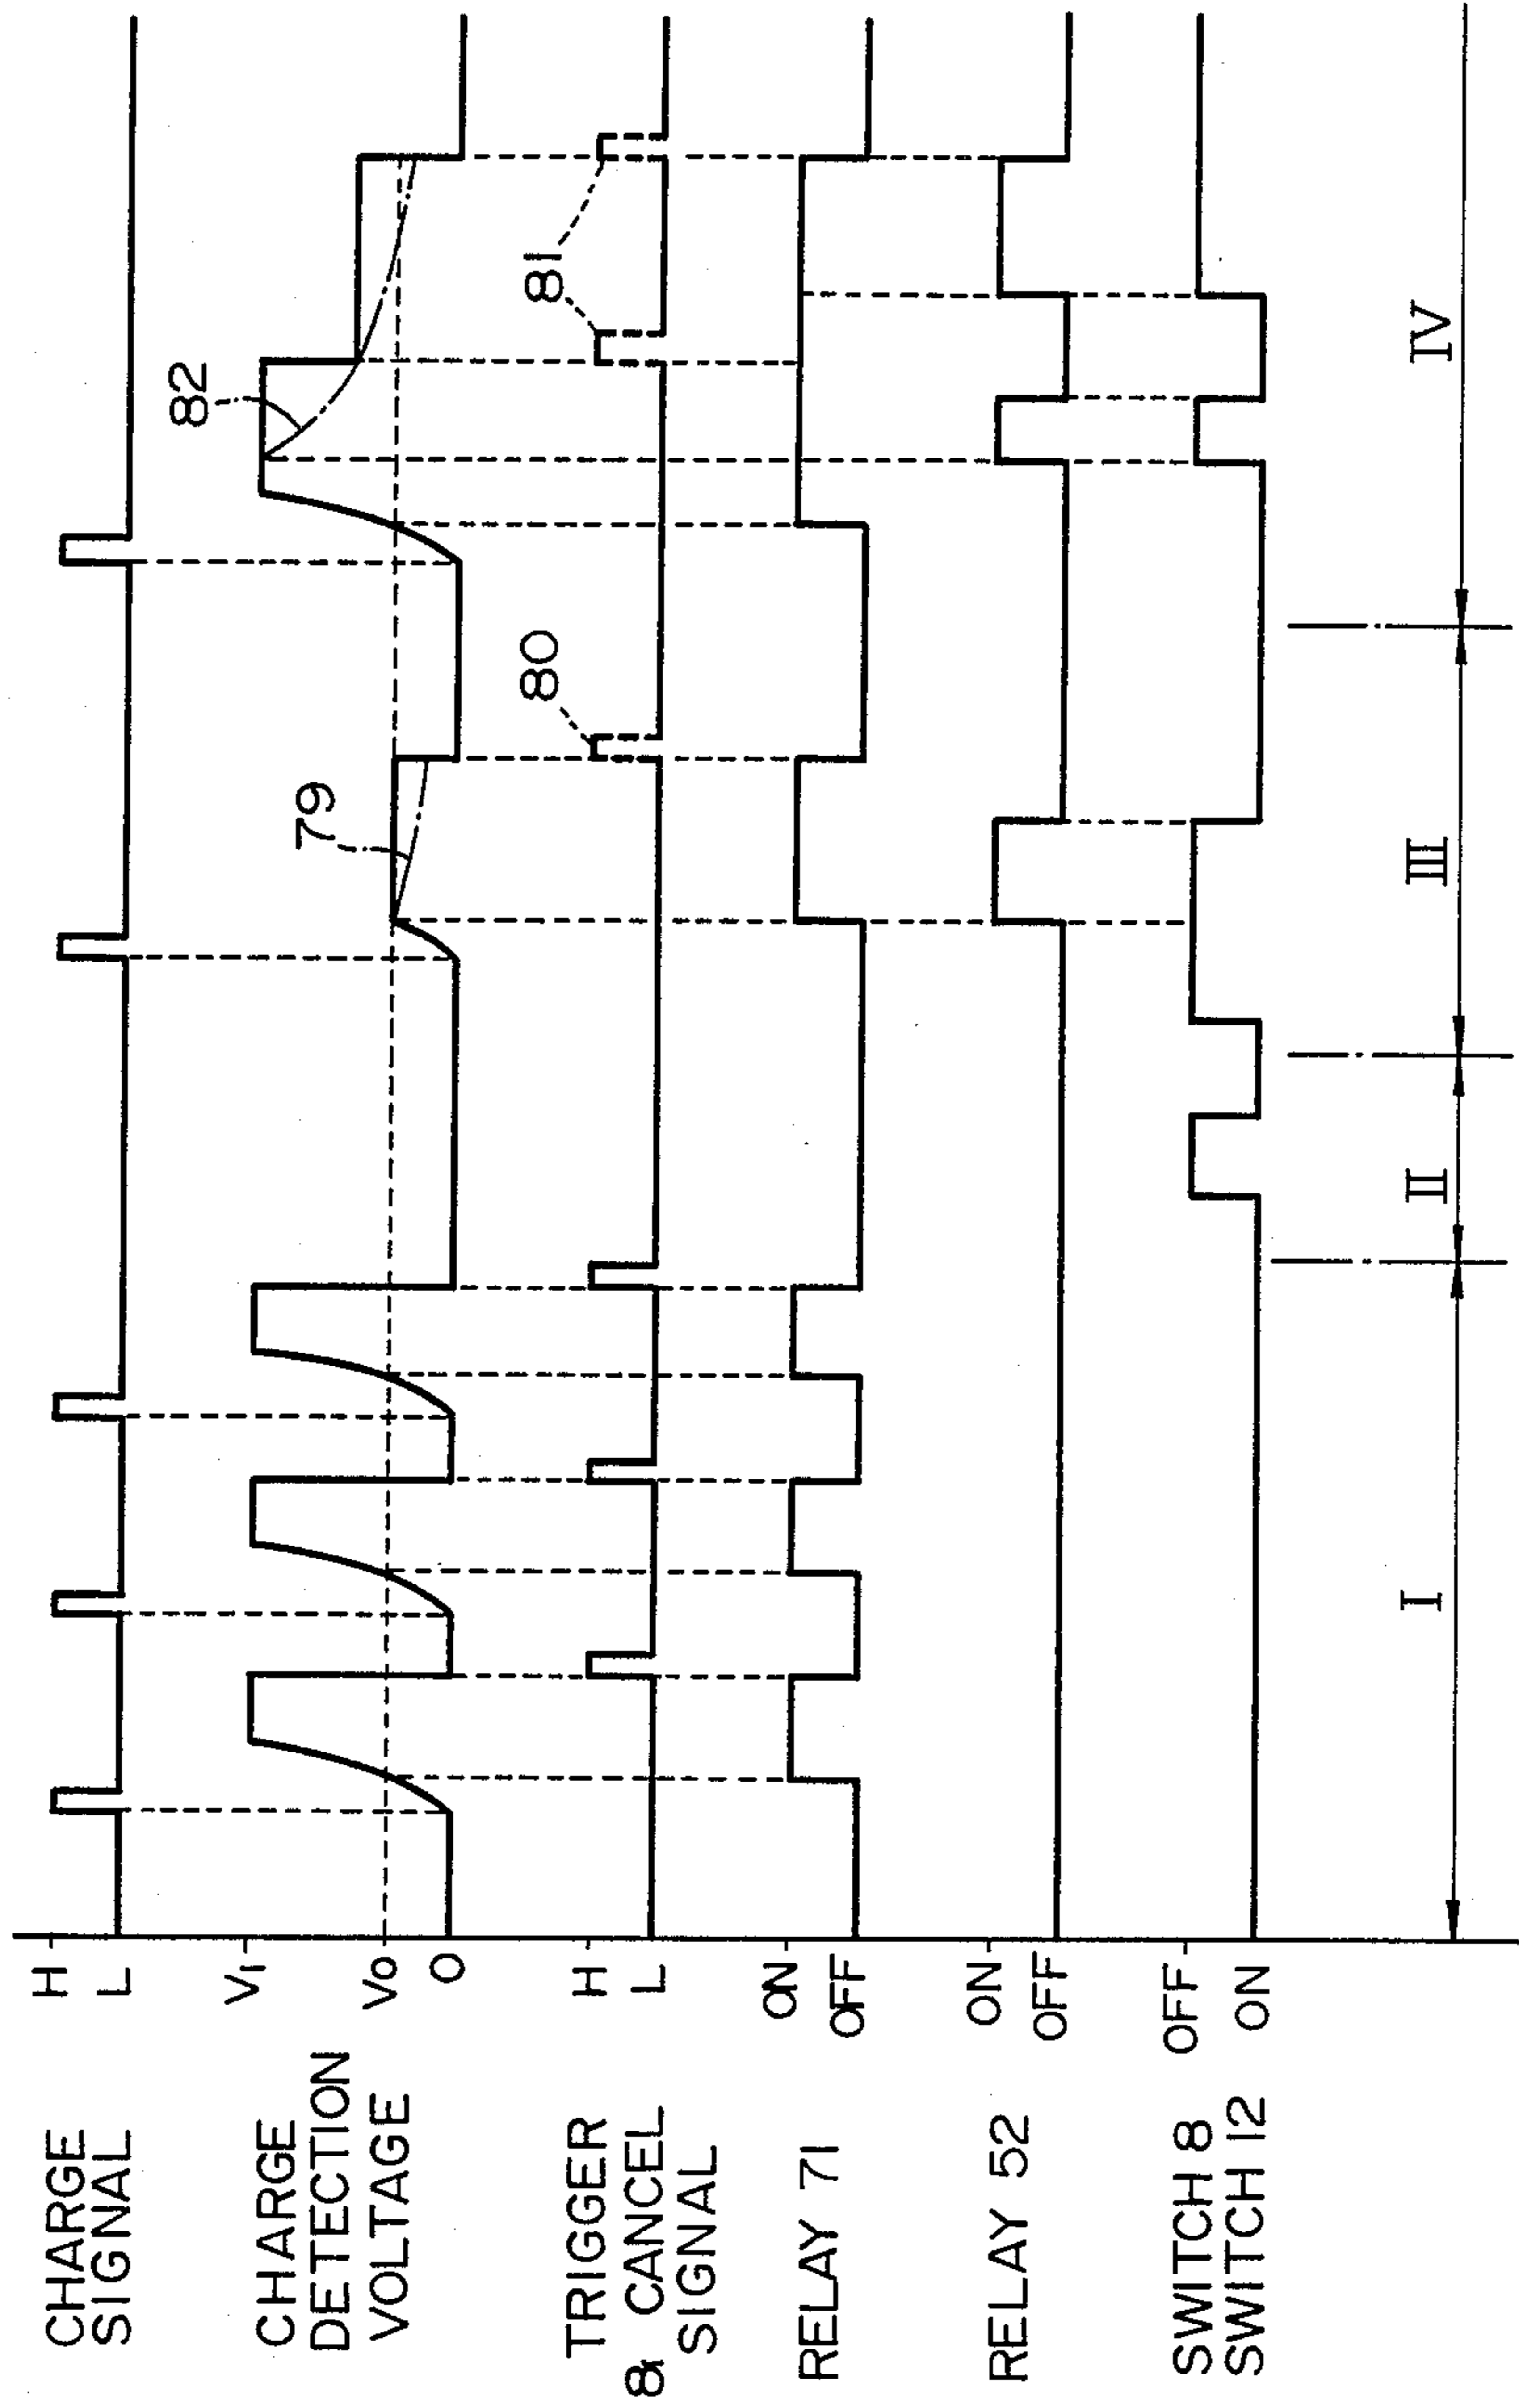 CHARGE
SIGNAL
H
L
CHARGE
DETECTION
VOLTAGE
V1
V0
0
82
79
TRIGGER
& CANCEL
SIGNAL
H
L
80
81
RELAY 71
ON
OFF
RELAY 52
ON
OFF
SWITCH 8
SWITCH 12
OFF
ON
I
II
III
IV